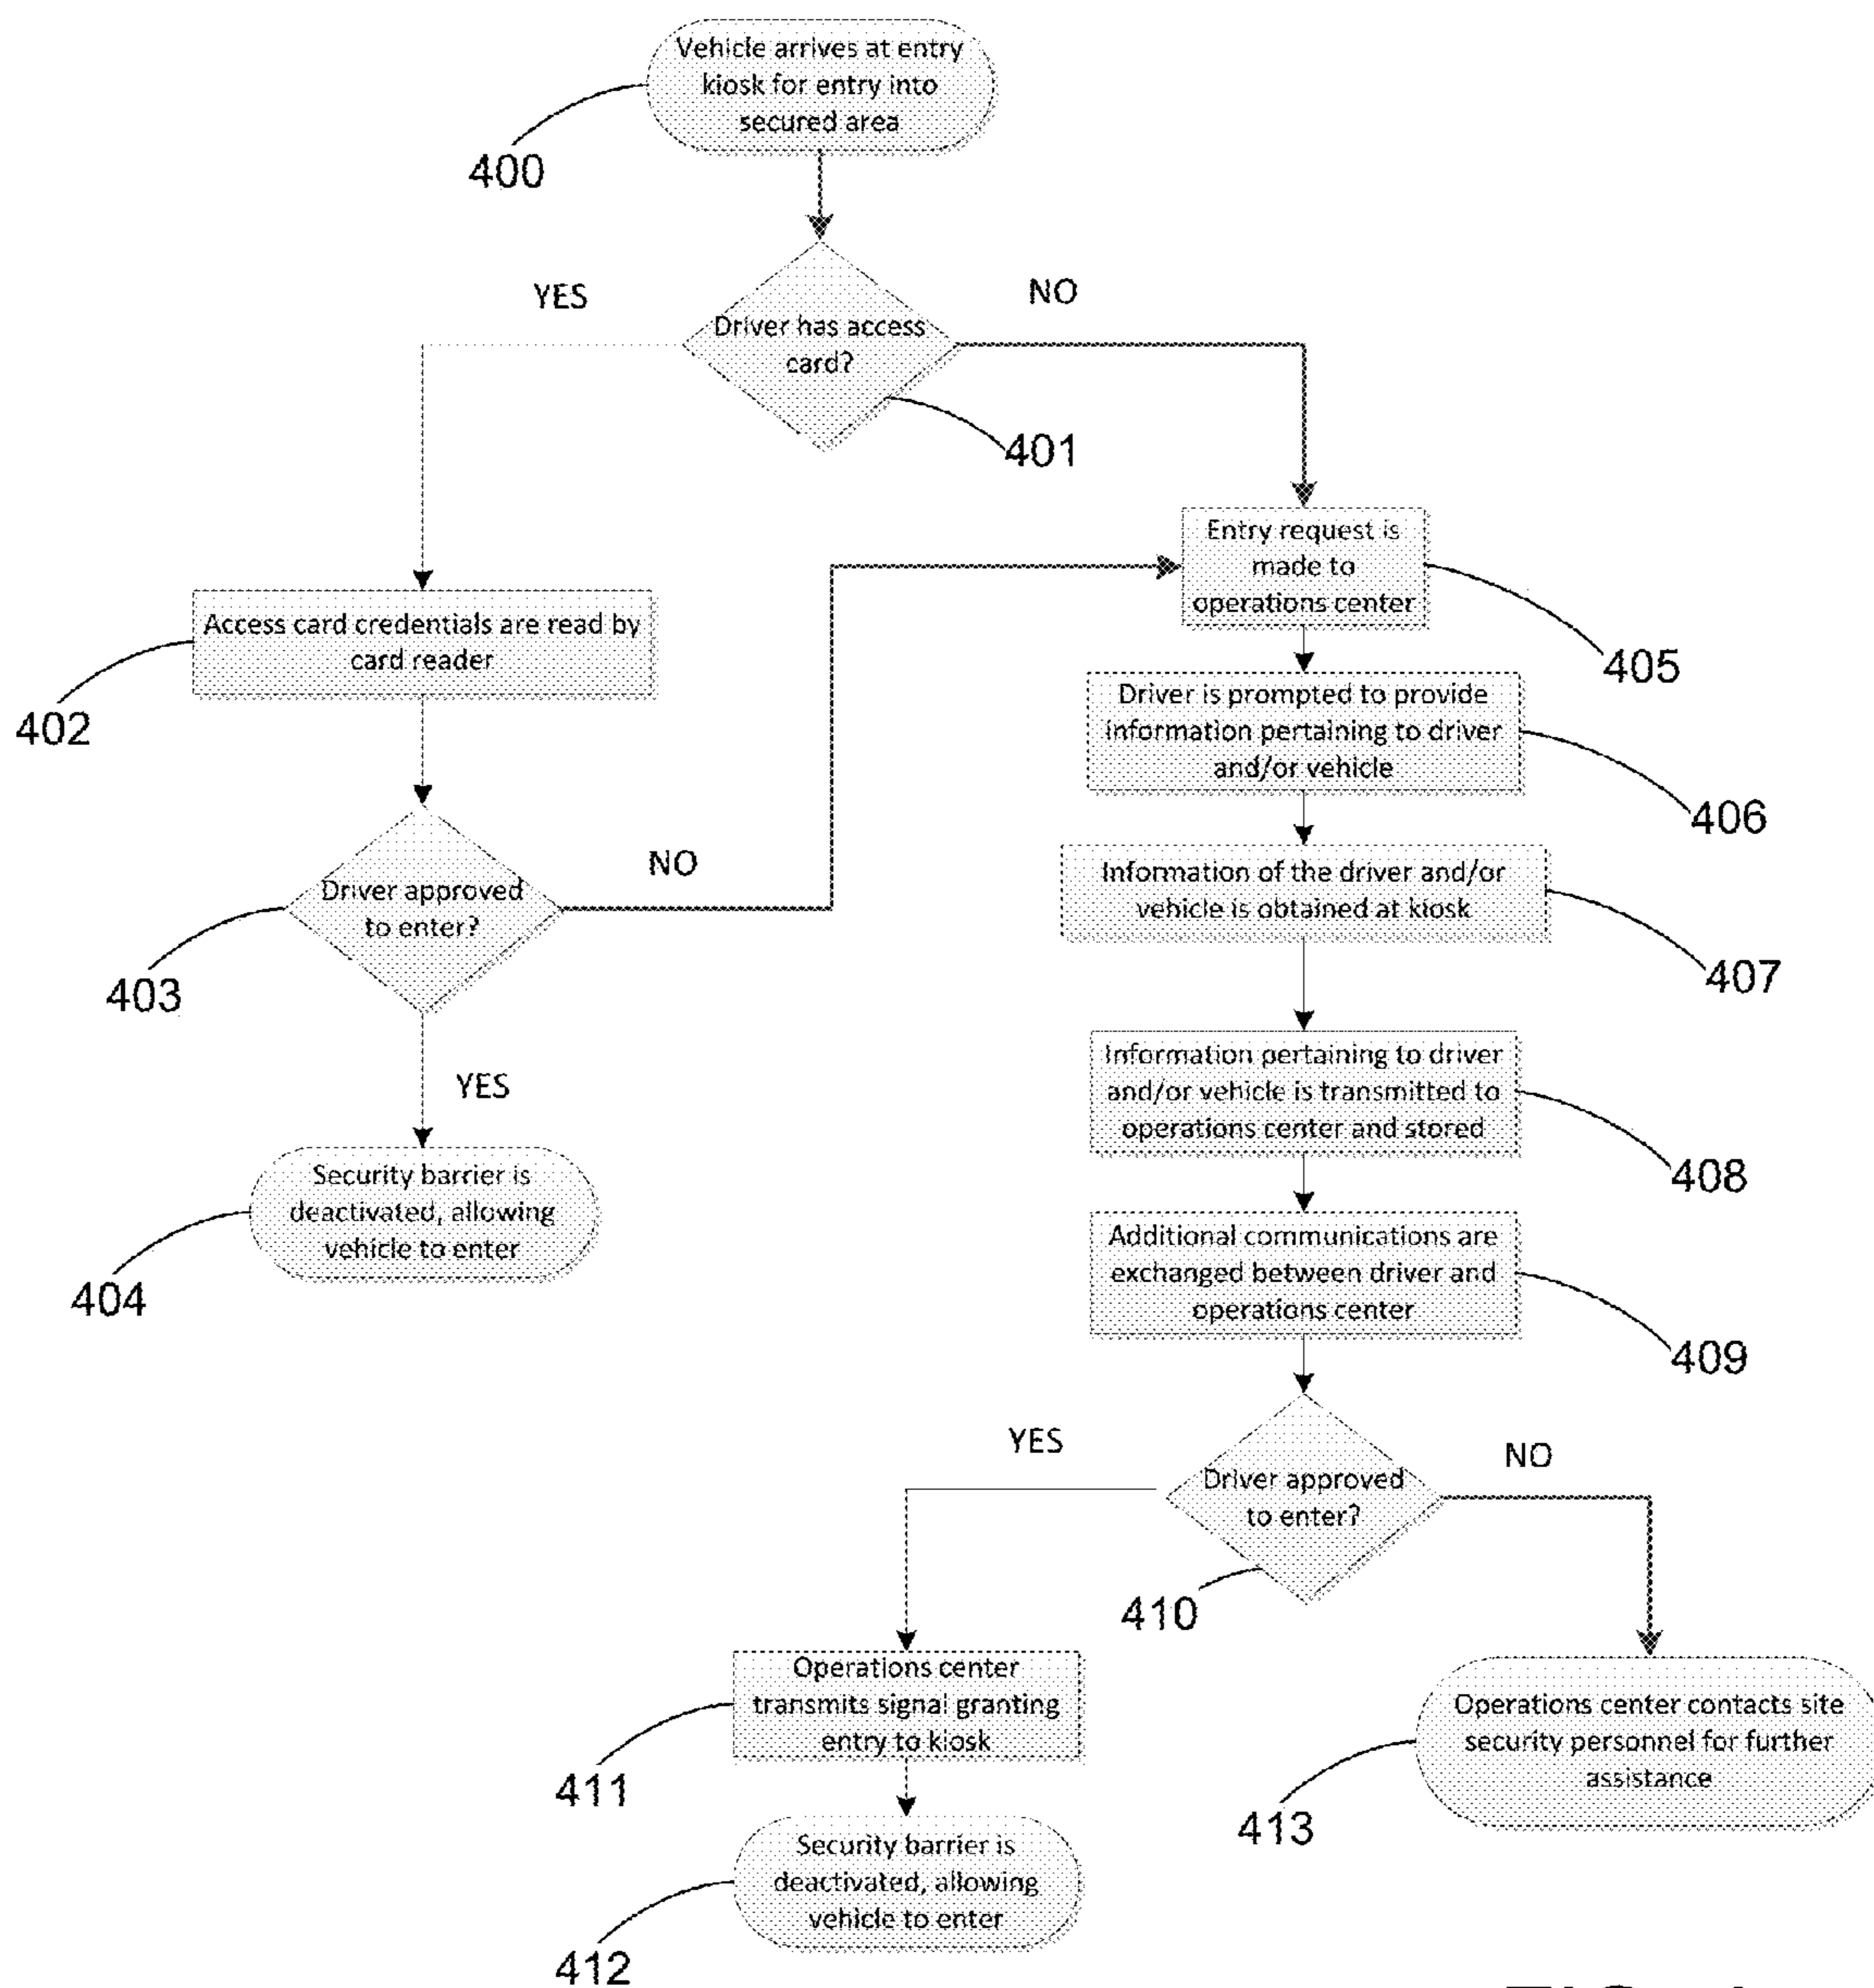 Vehicle arrives at entry
kiosk for entry into
secured area
400
YES
NO
Driver has access
card?
401
Entry request is
made to
operations center
405
Access card credentials are read by
card reader
402
Driver is prompted to provide
information pertaining to driver
and/or vehicle
406
NO
Driver approved
to enter?
403
Information of the driver and/or
vehicle is obtained at kiosk
407
YES
Information pertaining to driver
and/or vehicle is transmitted to
operations center and stored
408
Security barrier is
deactivated, allowing
vehicle to enter
404
Additional communications are
exchanged between driver and
operations center
409
YES
NO
Driver approved
to enter?
410
Operations center
transmits signal granting
entry to kiosk
411
Operations center contacts site
security personnel for further
assistance
413
Security barrier is
deactivated, allowing
vehicle to enter
412